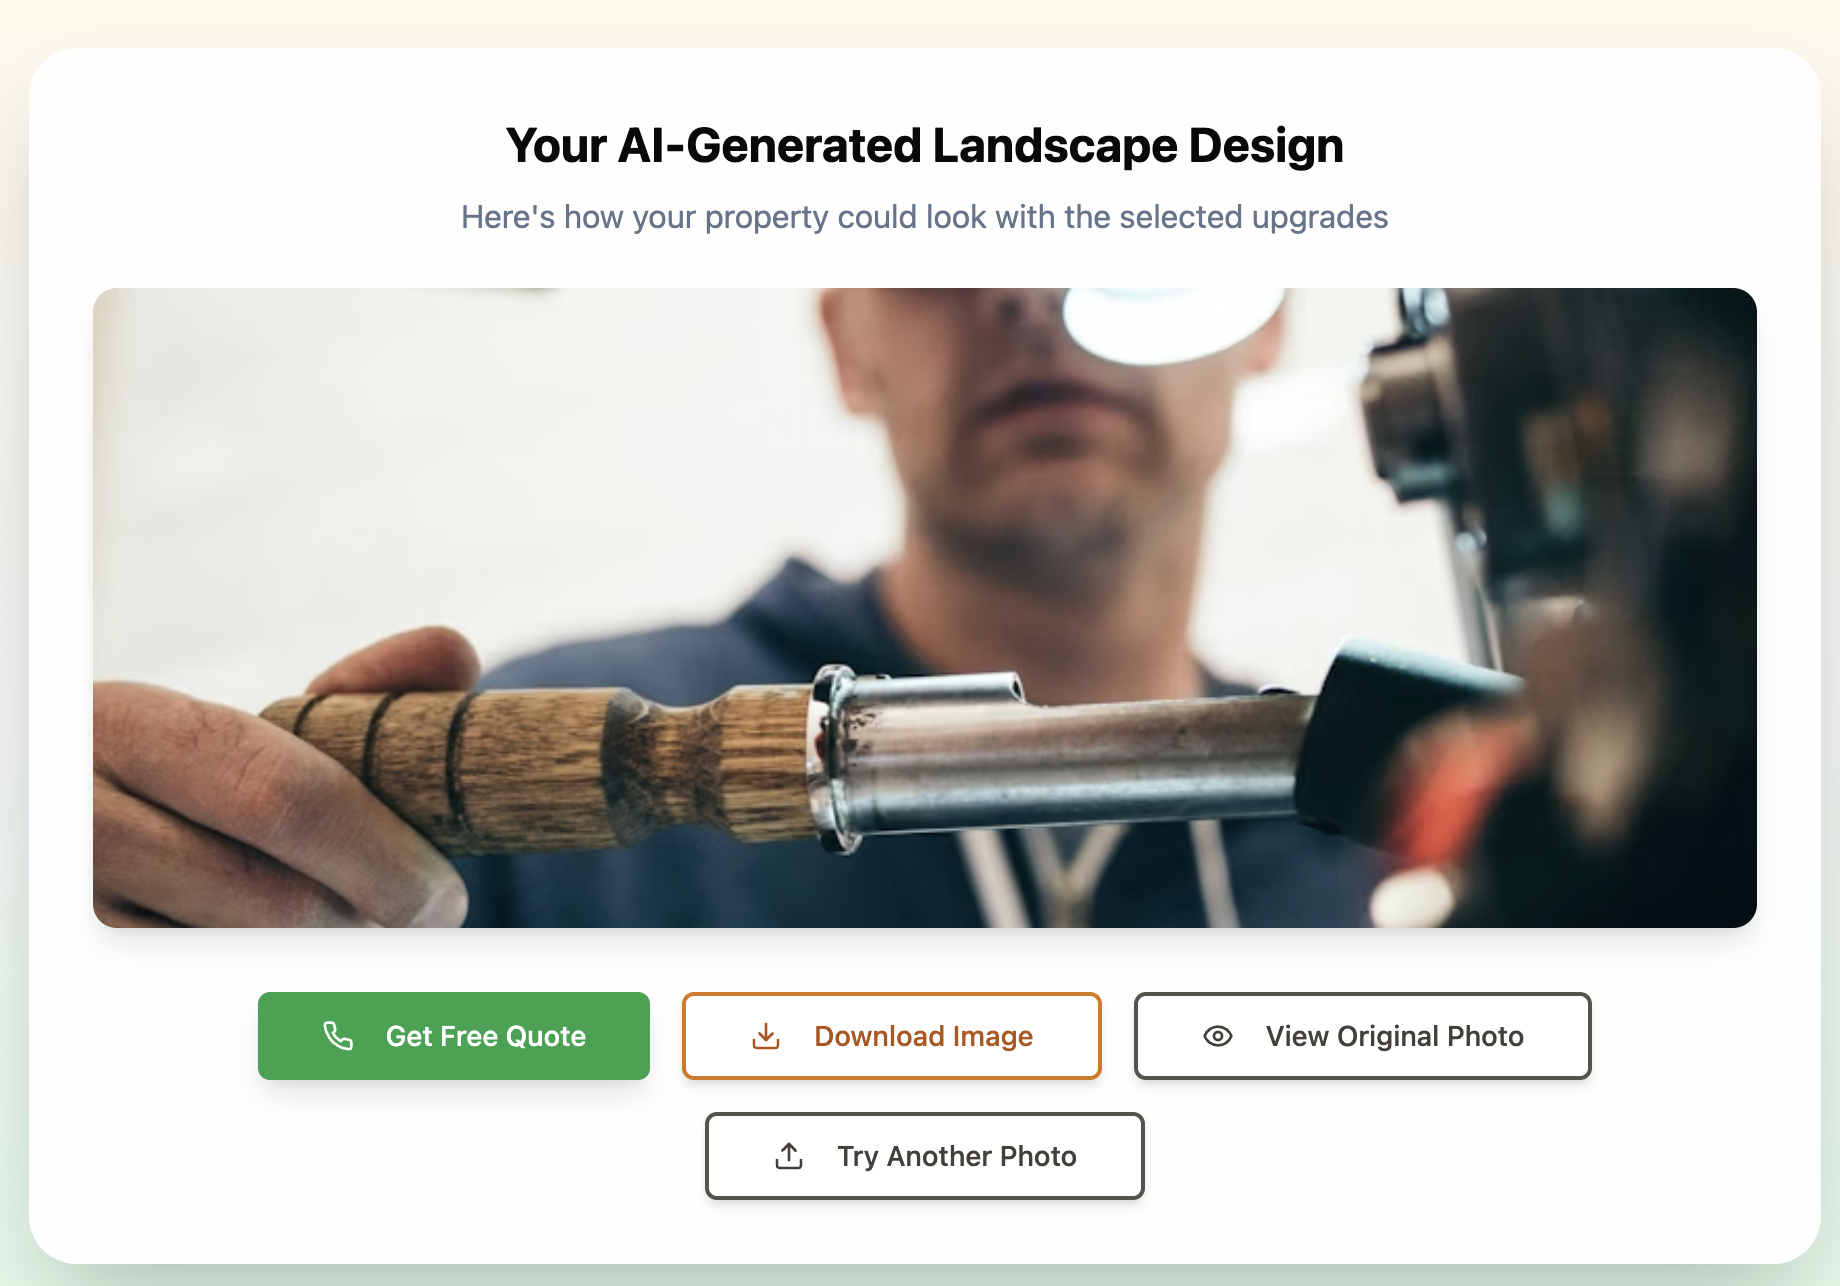 Your AI-Generated Landscape Design
Here's how your property could look with the selected upgrades
Get Free Quote
Download Image
View Original Photo
Try Another Photo